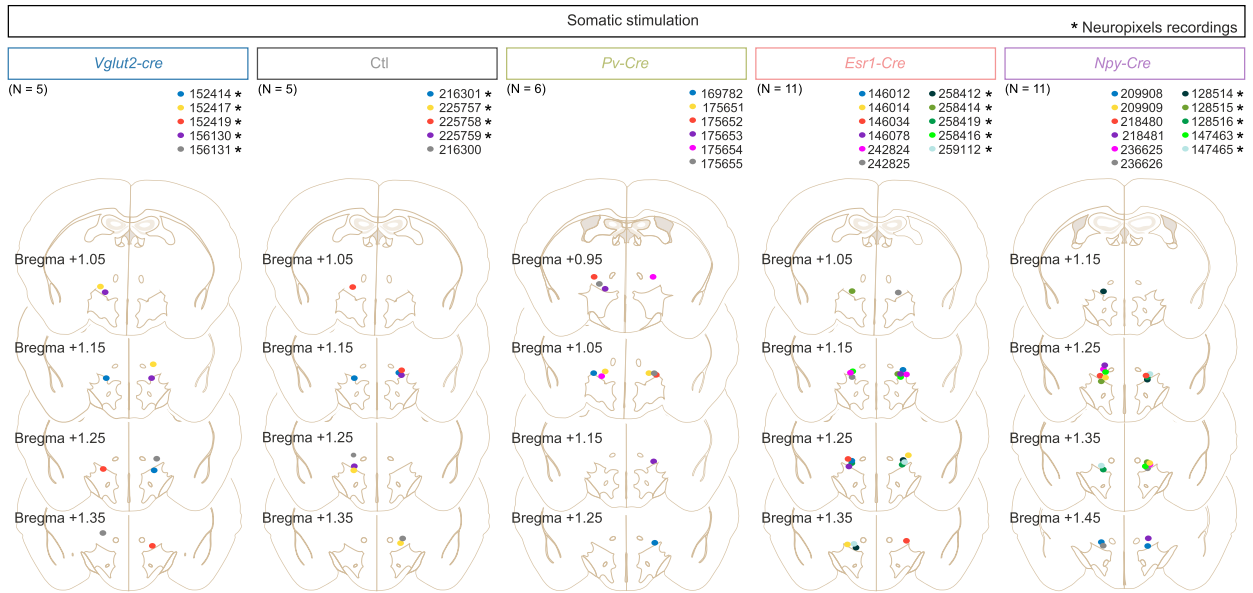 Somatic stimulation
* Neuropixels recordings
Vglut2-cre
Ctl
Pv-Cre
Esr1-Cre
Npy-Cre
(N = 5)
152414 *
152417 *
152419 *
156130 *
156131 *
(N = 5)
216301 *
225757 *
225758 *
225759 *
216300
(N = 6)
169782
175651
175652
175653
175654
175655
(N = 11)
146012
146014
146034
146078
242824
242825
258412 *
258414 *
258419 *
258416 *
259112 *
(N = 11)
209908
209909
218480
218481
236625
236626
128514 *
128515 *
128516 *
147463 *
147465 *
Bregma +1.05
Bregma +1.15
Bregma +1.25
Bregma +1.35
Bregma +1.05
Bregma +1.15
Bregma +1.25
Bregma +1.35
Bregma +0.95
Bregma +1.05
Bregma +1.15
Bregma +1.25
Bregma +1.05
Bregma +1.15
Bregma +1.25
Bregma +1.35
Bregma +1.15
Bregma +1.25
Bregma +1.35
Bregma +1.45